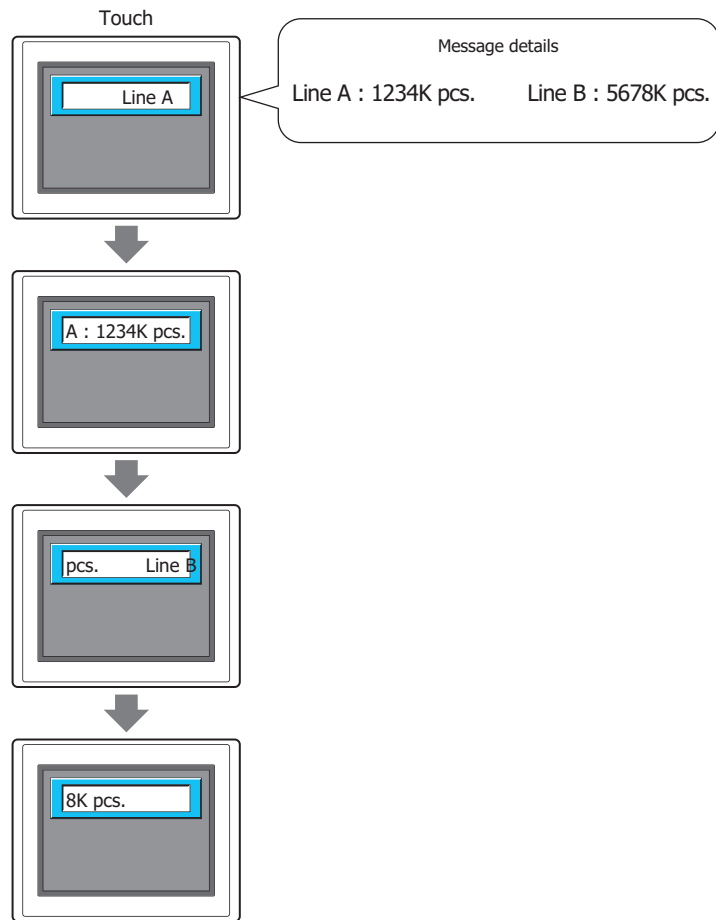 Touch
Message details
Line A : 1234K pcs. Line B : 5678K pcs.
Line A
A : 1234K pcs.
pcs. Line B
8K pcs.